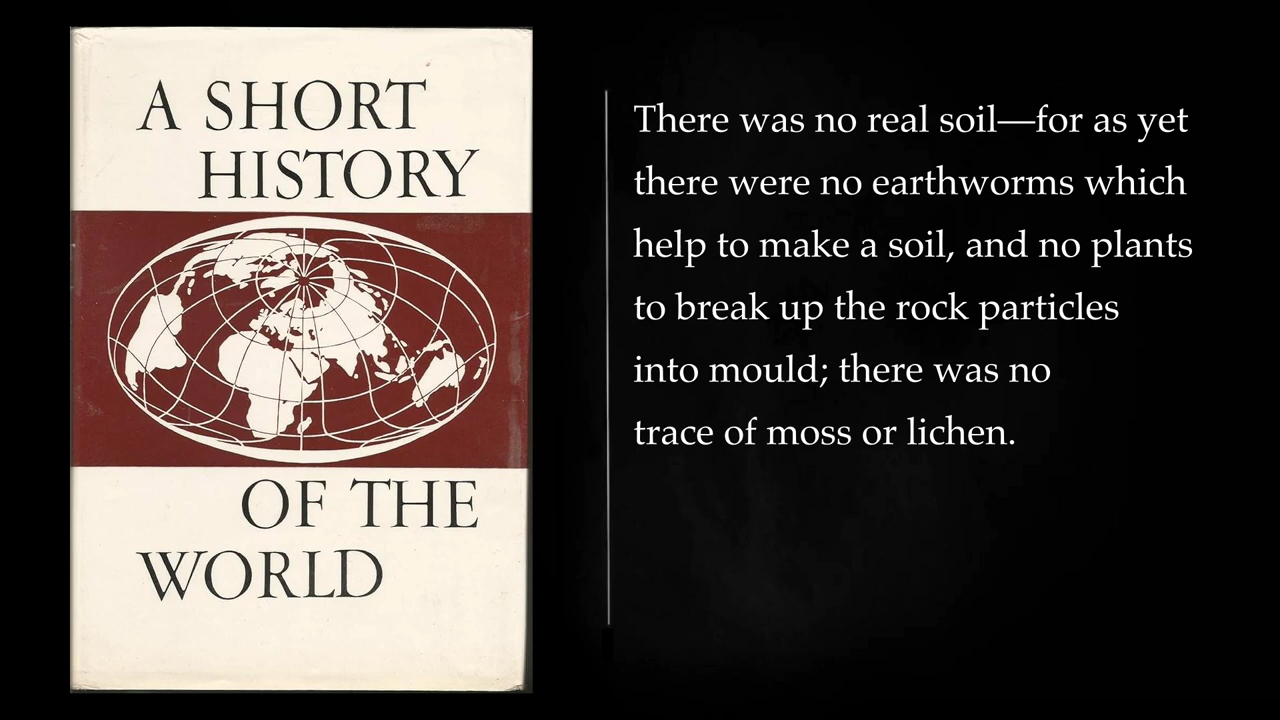 A SHORT
HISTORY
OF THE
WORLD
There was no real soil—for as yet
there were no earthworms which
help to make a soil, and no plants
to break up the rock particles
into mould; there was no
trace of moss or lichen.